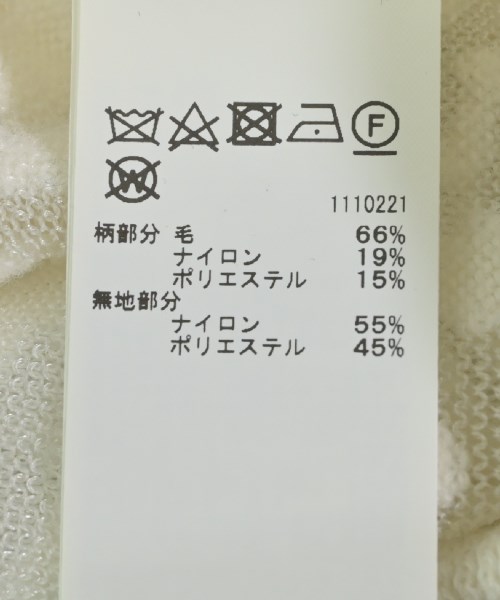 F
W
1110221
柄部分 毛 66%
ナイロン 19%
ポリエステル 15%
無地部分
ナイロン 55%
ポリエステル 45%